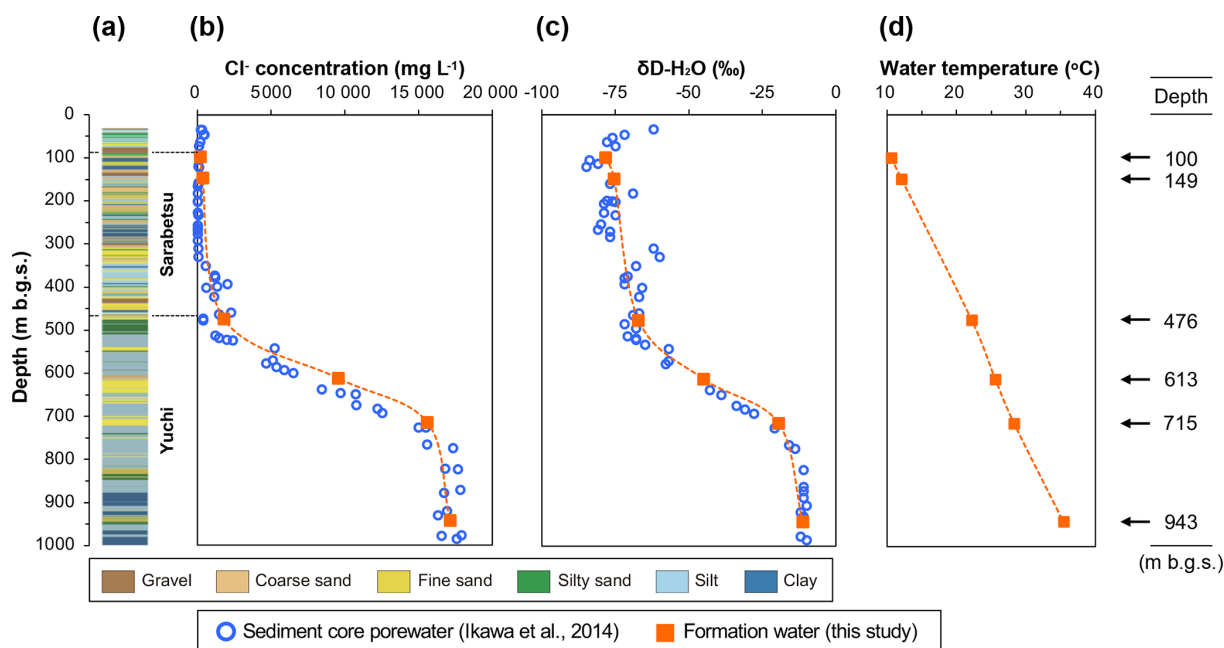 (a)
(b)
(c)
(d)
Cl- concentration (mg L-1)
δD-H2O (‰)
Water temperature (oC)
0 5000 10 000 15 000 20 000
-100 -75 -50 -25 0
10 20 30 40
Depth
Depth (m b.g.s.)
0
100
200
300
400
500
600
700
800
900
1000
Sarabetsu
Yuchi
100
149
476
613
715
943
(m b.g.s.)
Gravel Coarse sand Fine sand Silty sand Silt Clay
Sediment core porewater (Ikawa et al., 2014) Formation water (this study)